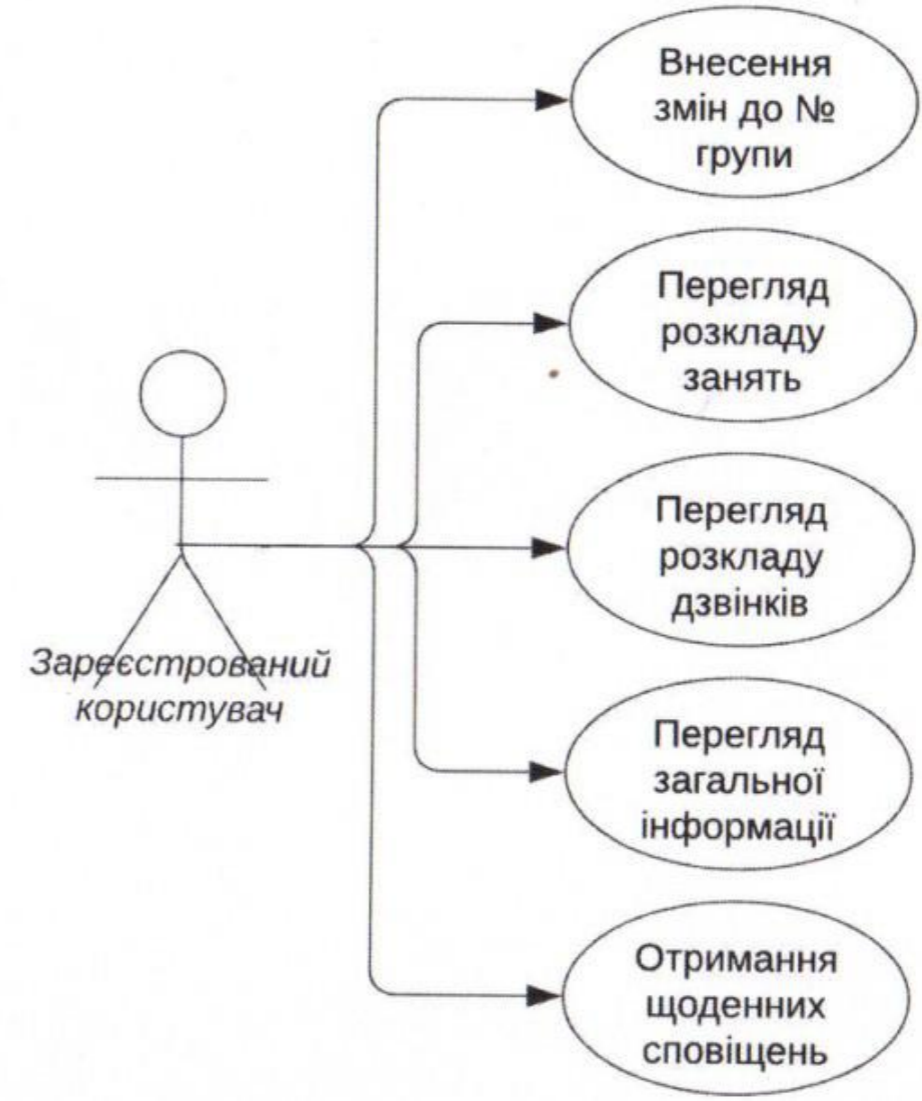 Внесення
змін до №
групи
Перегляд
розкладу
занять
Зареєстрований
користувач
Перегляд
розкладу
дзвінків
Перегляд
загальної
інформації
Отримання
щоденних
сповіщень